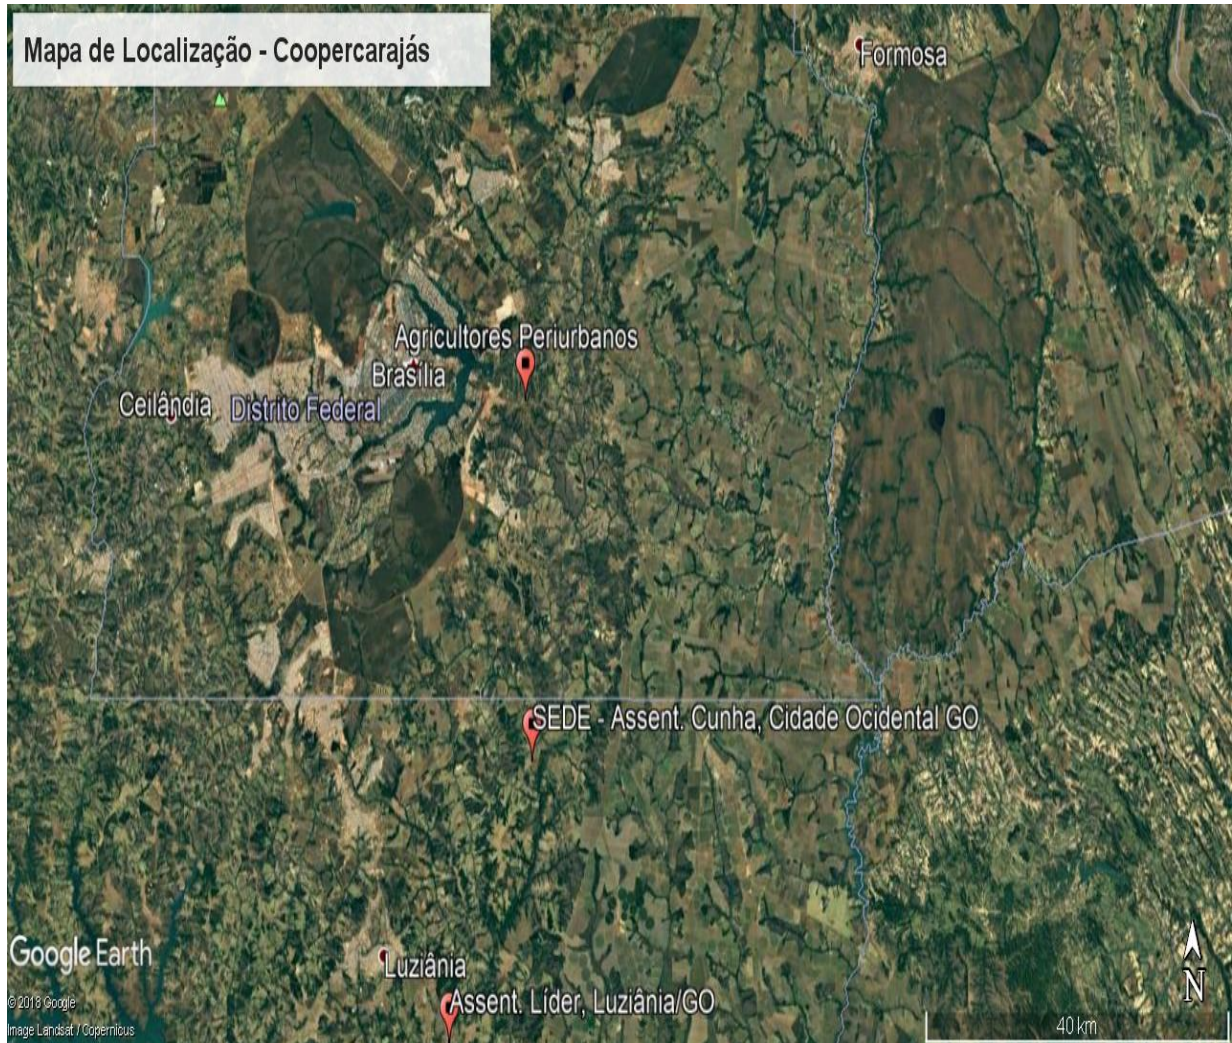 Mapa de Localização - Coopercarajás
Formosa
Agricultores Periurbanos
Brasília
Ceilândia
Distrito Federal
SEDE - Assent. Cunha, Cidade Ocidental GO
Google Earth
Luziânia
Assent. Líder, Luziânia/GO
© 2018 Google
Image Landsat / Copernicus
40 km
N